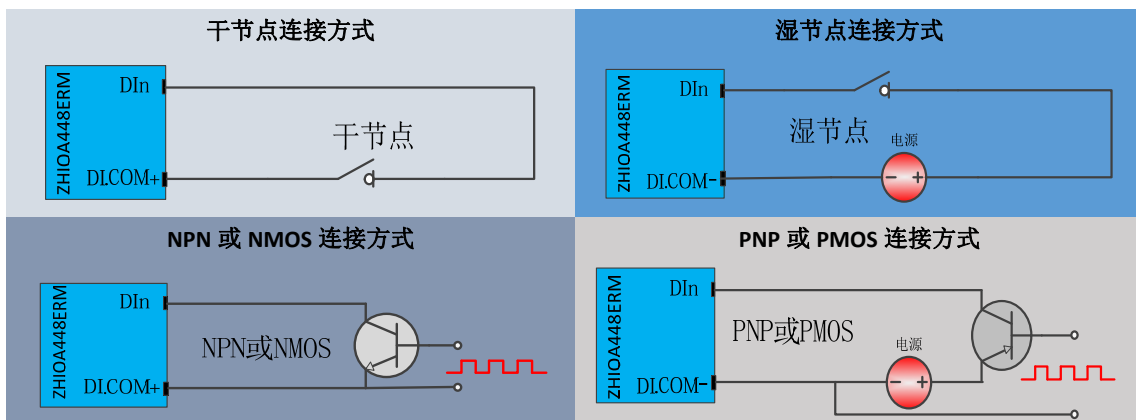 干节点连接方式
ZHIOA448ERM
DIn
干节点
DI.COM+
湿节点连接方式
ZHIOA448ERM
DIn
湿节点
电源
DI.COM-
- +
NPN 或 NMOS 连接方式
ZHIOA448ERM
DIn
NPN或NMOS
DI.COM+
PNP 或 PMOS 连接方式
ZHIOA448ERM
DIn
PNP或PMOS
电源
DI.COM-
- +